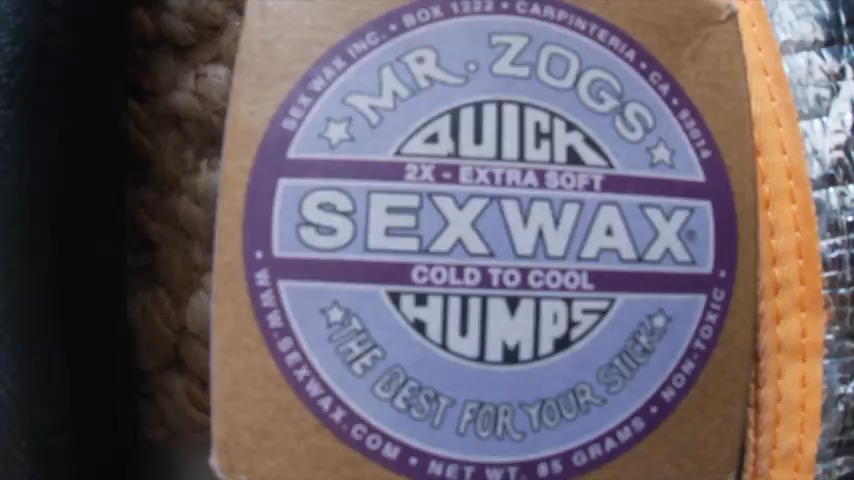 SEX WAX INC. • BOX 1222 • CARPINTERIA • CA • 93014
MR. ZOGS
QUICK
2X - EXTRA SOFT
SEXWAX®
COLD TO COOL
HUMPS
THE BEST FOR YOUR STICK
• WWW.SEXWAX.COM • NET WT. 85 GRAMS • NON-TOXIC •